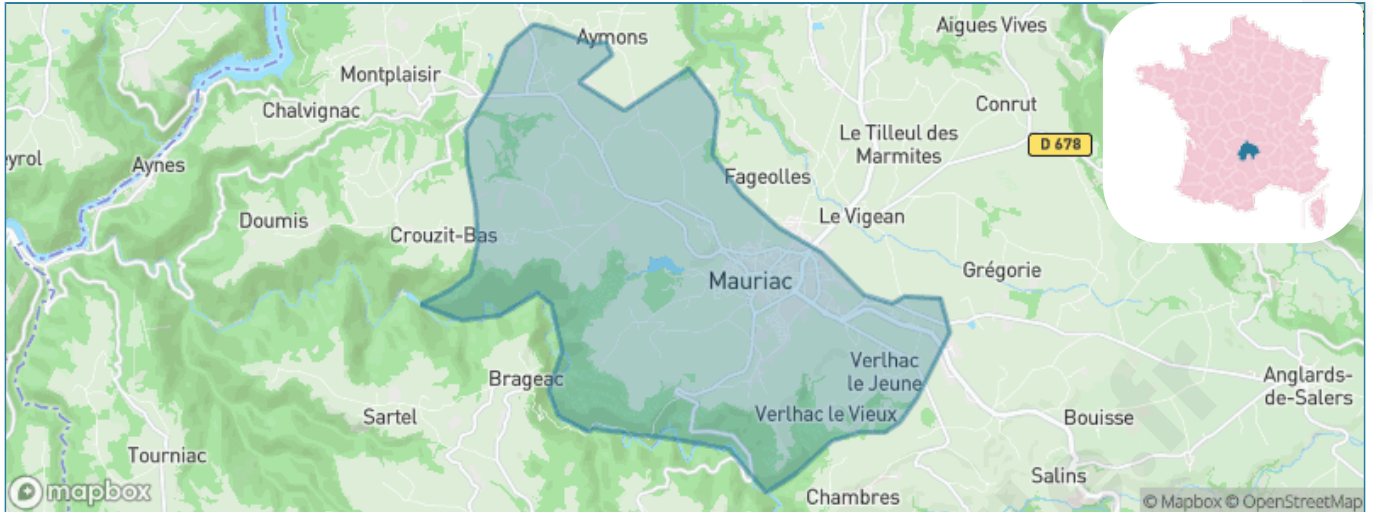 Aymons
Aigues Vives
Montplaisir
Chalvignac
Conrut
Le Tilleul des
Marmites
D 678
eyrol
Aynes
Fageolles
Doumis
Le Vigean
Crouzit-Bas
Grégorie
Mauriac
Verlhac
le Jeune
Brageac
Anglards-
de-Salers
Sartel
Verlhac le Vieux
Bouisse
Tourniac
Salins
mapbox
Chambres
© Mapbox © OpenStreetMap